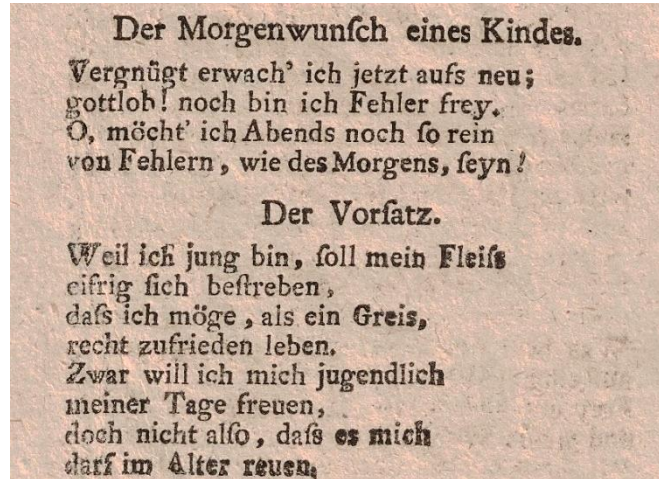 Der Morgenwunſch eines Kindes.
Vergnügt erwach' ich jetzt aufs neu;
gottlob! noch bin ich Fehler frey.
O, möcht' ich Abends noch ſo rein
von Fehlern, wie des Morgens, ſeyn!
Der Vorſatz.
Weil ich jung bin, ſoll mein Fleiſs
eifrig ſich beſtreben,
daſs ich möge, als ein Greis,
recht zufrieden leben.
Zwar will ich mich jugendlich
meiner Tage freuen,
doch nicht alſo, daſs es mich
darf im Alter reuen.